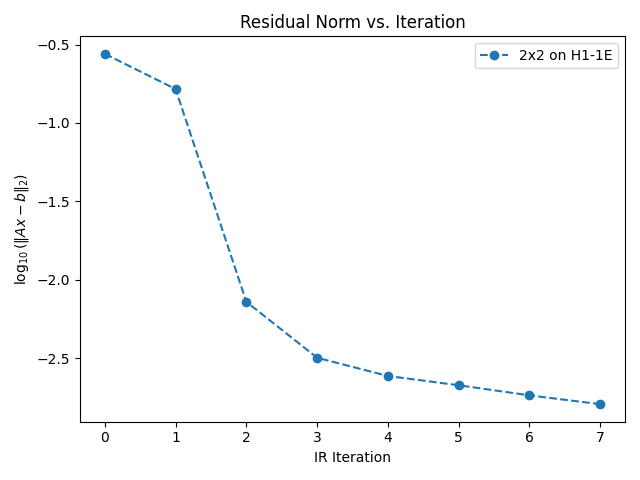 Residual Norm vs. Iteration
2x2 on H1-1E
−0.5
−1.0
−1.5
−2.0
−2.5
log₁₀(‖Ax − b‖₂)
0 1 2 3 4 5 6 7
IR Iteration